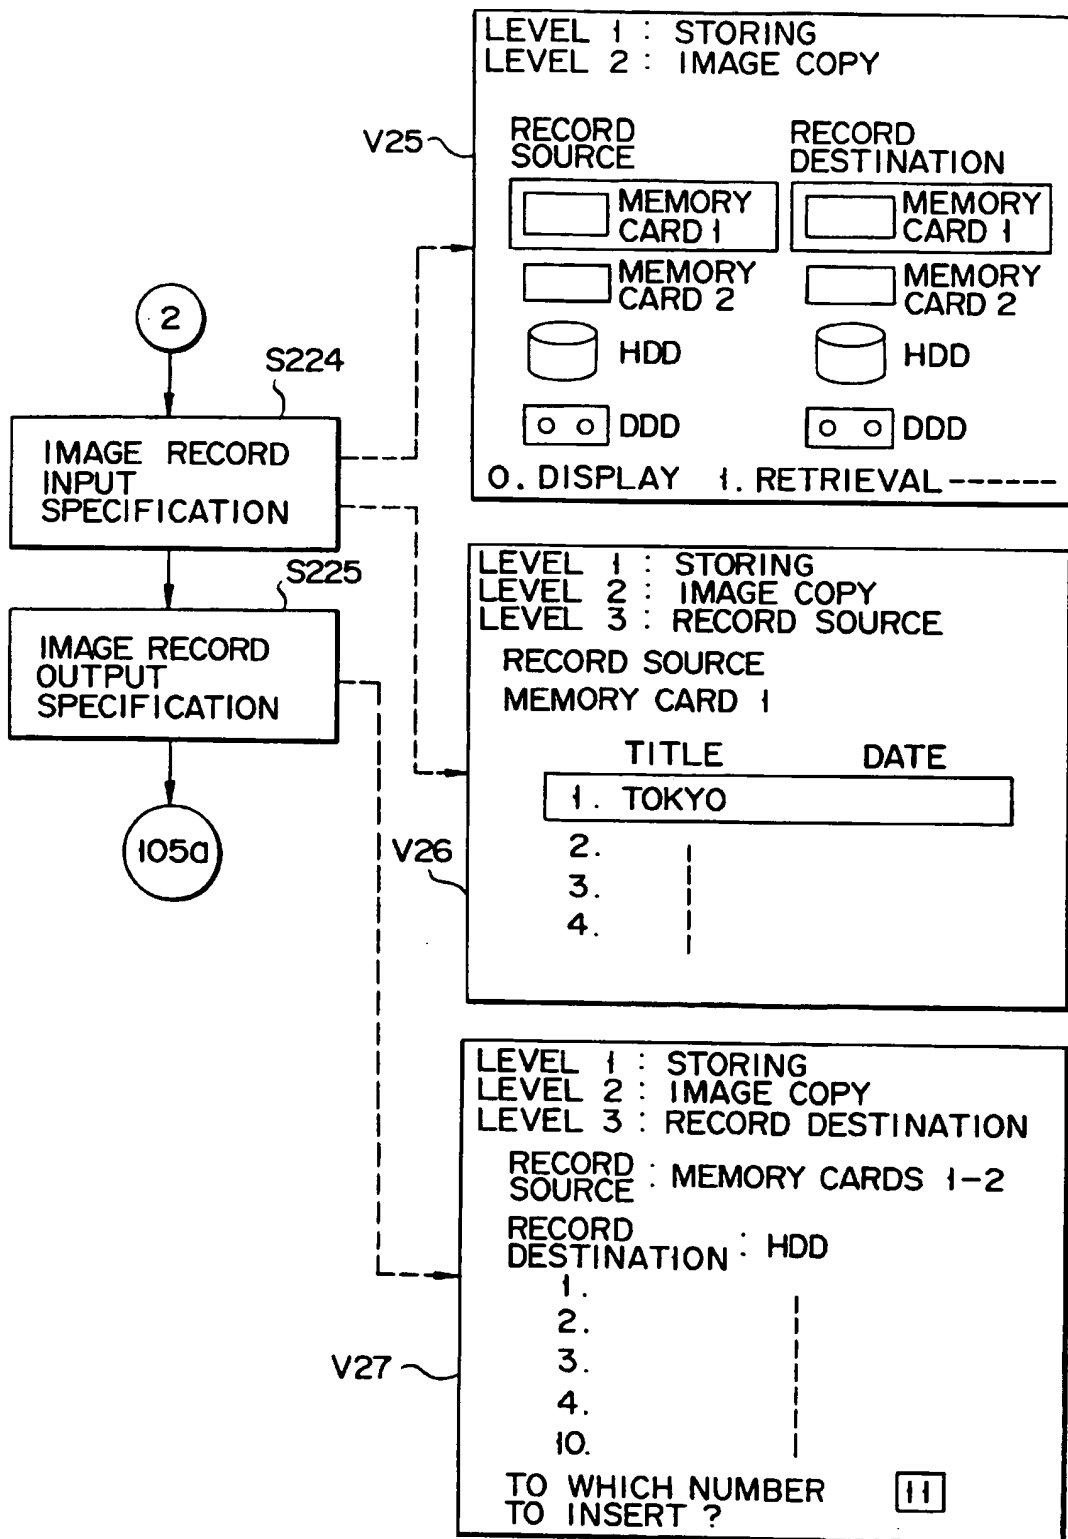 2
S224
IMAGE RECORD
INPUT
SPECIFICATION
S225
IMAGE RECORD
OUTPUT
SPECIFICATION
105a
V25
LEVEL 1 : STORING
LEVEL 2 : IMAGE COPY
RECORD SOURCE
RECORD DESTINATION
MEMORY CARD 1
MEMORY CARD 1
MEMORY CARD 2
MEMORY CARD 2
HDD
HDD
DDD
DDD
0. DISPLAY 1. RETRIEVAL ------
V26
LEVEL 1 : STORING
LEVEL 2 : IMAGE COPY
LEVEL 3 : RECORD SOURCE
RECORD SOURCE
MEMORY CARD 1
TITLE DATE
1. TOKYO
2.
3.
4.
V27
LEVEL 1 : STORING
LEVEL 2 : IMAGE COPY
LEVEL 3 : RECORD DESTINATION
RECORD SOURCE : MEMORY CARDS 1-2
RECORD DESTINATION : HDD
1.
2.
3.
4.
10.
TO WHICH NUMBER
TO INSERT ? 11